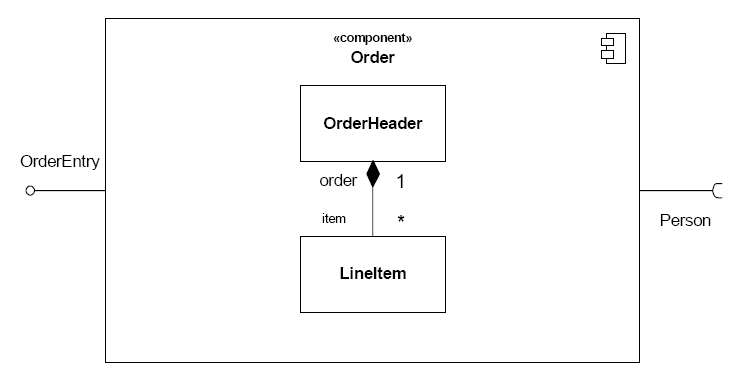 «component»
Order
OrderHeader
OrderEntry
order 1
item *
Person
LineItem